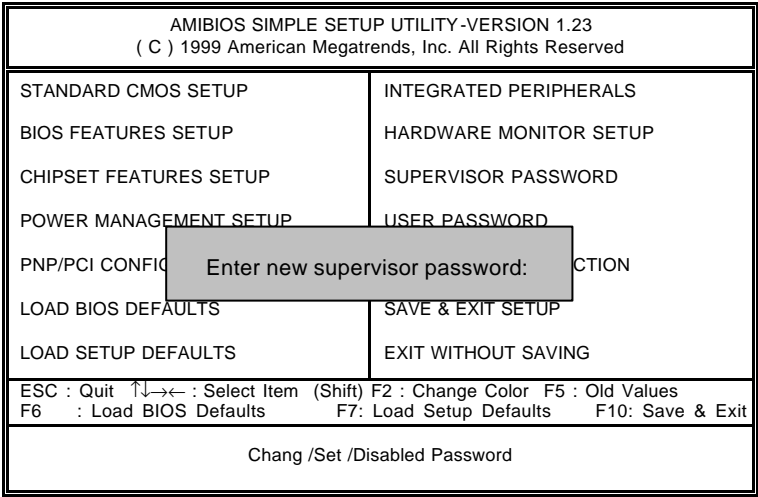 AMIBIOS SIMPLE SETUP UTILITY-VERSION 1.23
( C ) 1999 American Megatrends, Inc. All Rights Reserved
STANDARD CMOS SETUP
BIOS FEATURES SETUP
CHIPSET FEATURES SETUP
POWER MANAGEMENT SETUP
PNP/PCI
LOAD BIOS DEFAULTS
LOAD SETUP DEFAULTS
INTEGRATED PERIPHERALS
HARDWARE MONITOR SETUP
SUPERVISOR PASSWORD
USER PASSWORD
SAVE & EXIT SETUP
EXIT WITHOUT SAVING
Enter new supervisor password:
ESC : Quit ↑↓→← : Select Item (Shift) F2 : Change Color F5 : Old Values
F6 : Load BIOS Defaults F7: Load Setup Defaults F10: Save & Exit
Chang /Set /Disabled Password